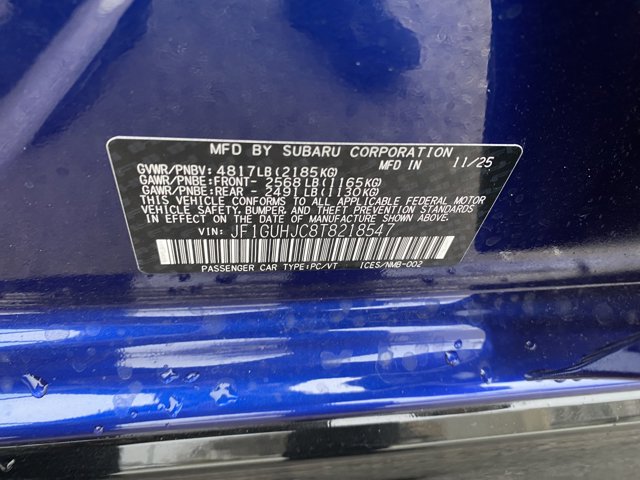 MFD BY SUBARU CORPORATION
GVWR/PNBV: 4817LB(2185KG) MFD IN 11/25
GAWR/PNBE:FRONT- 2568LB(1165KG)
GAWR/PNBE:REAR - 2491LB(1130KG)
THIS VEHICLE CONFORMS TO ALL APPLICABLE FEDERAL MOTOR
VEHICLE SAFETY, BUMPER, AND THEFT PREVENTION STANDARDS
IN EFFECT ON THE DATE OF MANUFACTURE SHOWN ABOVE.
VIN: JF1GUHJC8T8218547
PASSENGER CAR TYPE:PC/VT ICES/NMB-002